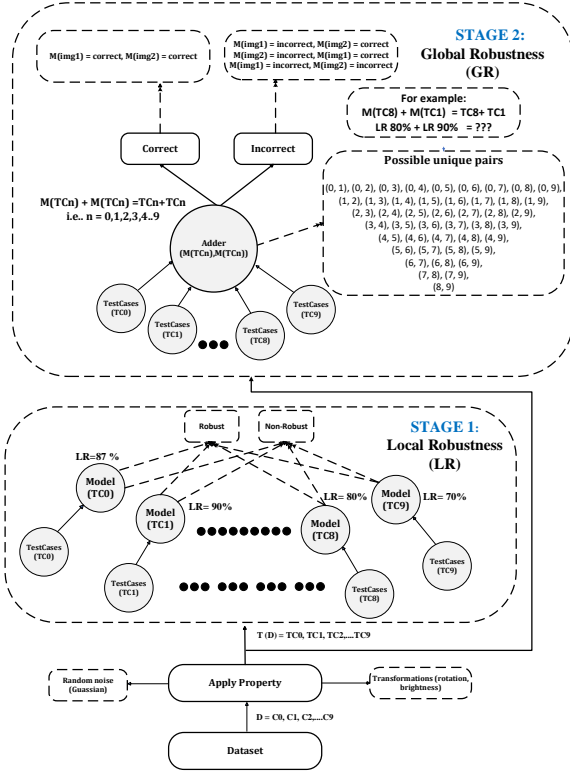 STAGE 2:
Global Robustness
(GR)
M(img1) = correct, M(img2) = correct
M(img1) = incorrect, M(img2) = correct
M(img2) = incorrect, M(img1) = correct
M(img1) = incorrect, M(img2) = incorrect
For example:
M(TC8) + M(TC1) = TC8+ TC1
LR 80% + LR 90% = ???
Correct
Incorrect
Possible unique pairs
(0, 1), (0, 2), (0, 3), (0, 4), (0, 5), (0, 6), (0, 7), (0, 8), (0, 9),
(1, 2), (1, 3), (1, 4), (1, 5), (1, 6), (1, 7), (1, 8), (1, 9),
(2, 3), (2, 4), (2, 5), (2, 6), (2, 7), (2, 8), (2, 9),
(3, 4), (3, 5), (3, 6), (3, 7), (3, 8), (3, 9),
(4, 5), (4, 6), (4, 7), (4, 8), (4, 9),
(5, 6), (5, 7), (5, 8), (5, 9),
(6, 7), (6, 8), (6, 9),
(7, 8), (7, 9),
(8, 9)
M(TCn) + M(TCn) =TCn+TCn
i.e.. n = 0,1,2,3,4..9
Adder
(M(TCn),M(TCn))
TestCases
(TC0)
TestCases
(TC1)
TestCases
(TC8)
TestCases
(TC9)
STAGE 1:
Local Robustness
(LR)
Robust
Non-Robust
LR=87 %
Model
(TC0)
Model
(TC1)
LR= 90%
LR= 80%
Model
(TC8)
Model
(TC9)
LR= 70%
TestCases
(TC0)
TestCases
(TC1)
TestCases
(TC8)
TestCases
(TC9)
T (D) = TC0, TC1, TC2,....TC9
Random noise
(Guassian)
Apply Property
Transformations (rotation,
brightness)
D = C0, C1, C2,....C9
Dataset